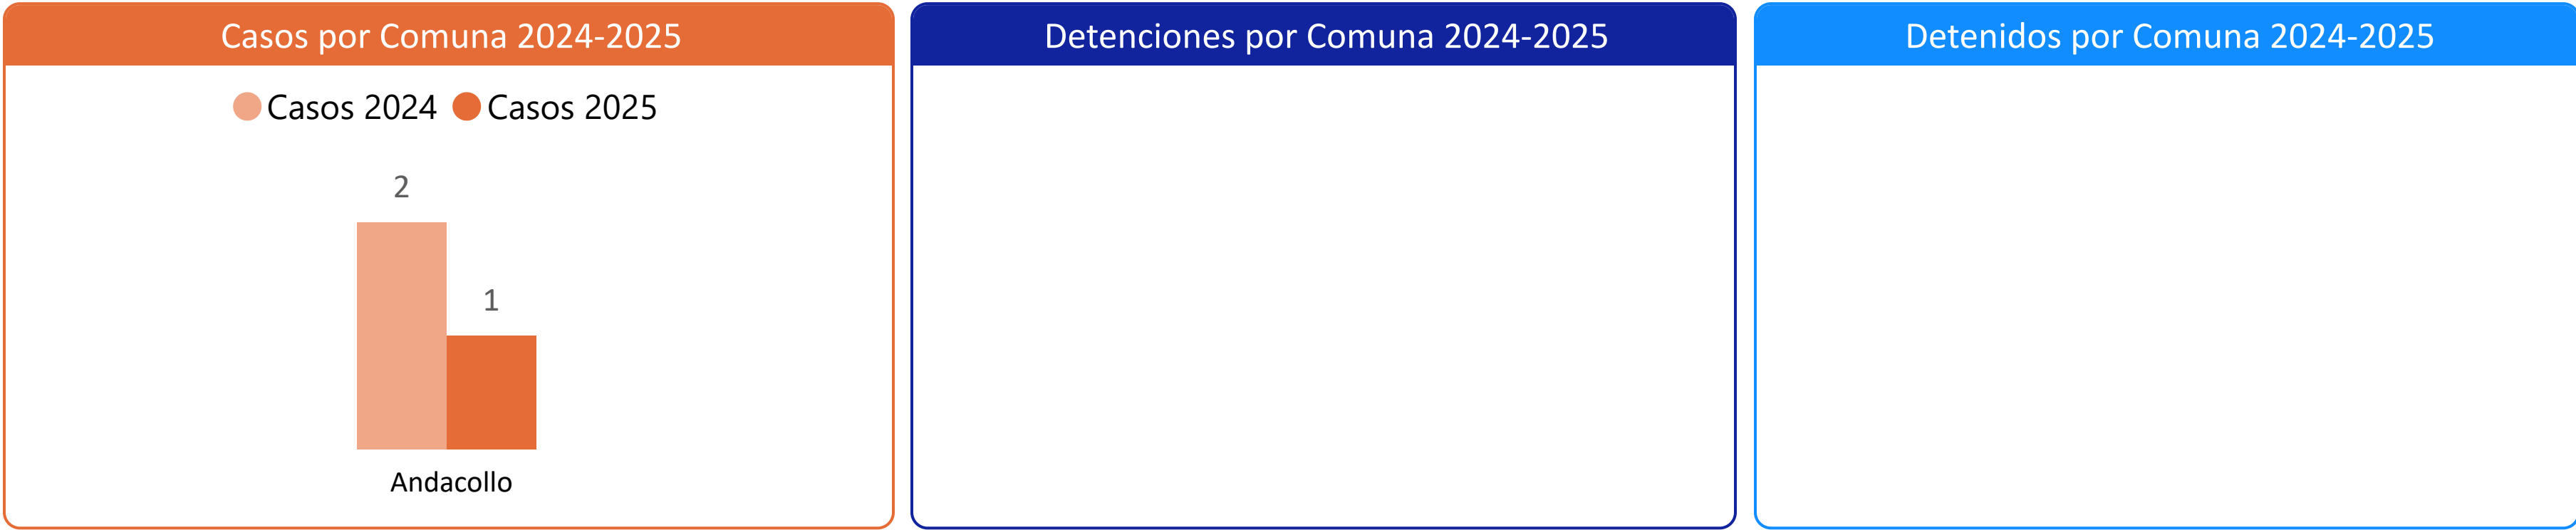 Casos por Comuna 2024-2025
Casos 2024 Casos 2025
2
1
Andacollo
Detenciones por Comuna 2024-2025
Detenidos por Comuna 2024-2025